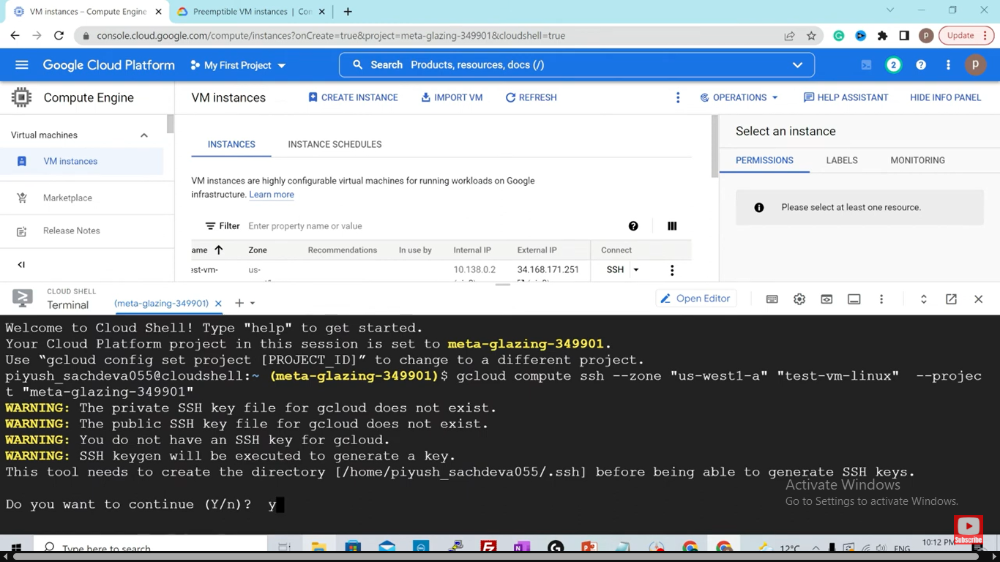 VM instances – Compute Engine
Preemptible VM instances | Con
console.cloud.google.com/compute/instances?onCreate=true&project=meta-glazing-349901&cloudshell=true
p
Update
Google Cloud Platform
My First Project
Search Products, resources, docs (/)
2
p
Compute Engine
VM instances
CREATE INSTANCE
IMPORT VM
REFRESH
OPERATIONS
HELP ASSISTANT
HIDE INFO PANEL
Virtual machines
VM instances
Marketplace
Release Notes
INSTANCES
INSTANCE SCHEDULES
VM instances are highly configurable virtual machines for running workloads on Google
infrastructure. Learn more
Filter Enter property name or value
ame Zone Recommendations In use by Internal IP External IP Connect
est-vm- us- 10.138.0.2 34.168.171.251 SSH
Select an instance
PERMISSIONS
LABELS
MONITORING
Please select at least one resource.
CLOUD SHELL
Terminal
(meta-glazing-349901)
Open Editor
Welcome to Cloud Shell! Type "help" to get started.
Your Cloud Platform project in this session is set to meta-glazing-349901.
Use “gcloud config set project [PROJECT_ID]” to change to a different project.
piyush_sachdeva055@cloudshell:~ (meta-glazing-349901)$ gcloud compute ssh --zone "us-west1-a" "test-vm-linux"  --projec
t "meta-glazing-349901"
WARNING: The private SSH key file for gcloud does not exist.
WARNING: The public SSH key file for gcloud does not exist.
WARNING: You do not have an SSH key for gcloud.
WARNING: SSH keygen will be executed to generate a key.
This tool needs to create the directory [/home/piyush_sachdeva055/.ssh] before being able to generate SSH keys.
Do you want to continue (Y/n)?  y
Activate Windows
Go to Settings to activate Windows.
Subscribe
Type here to search
12°C
ENG
10:12 PM